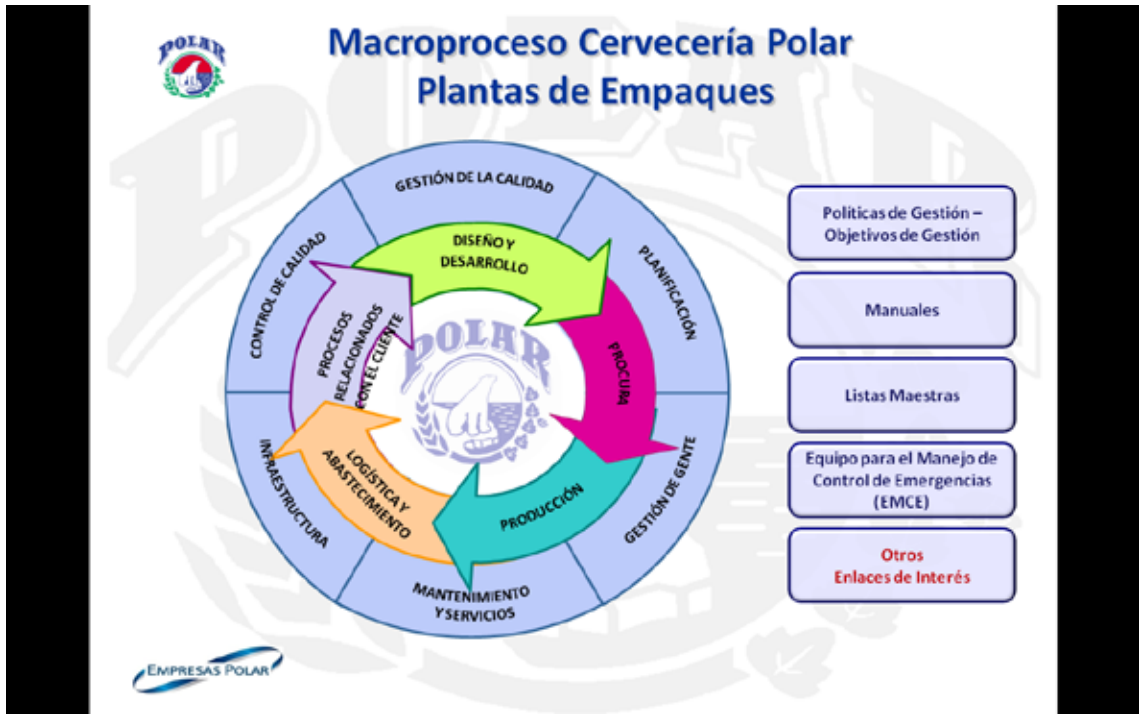 POLAR
Macroproceso Cervecería Polar
Plantas de Empaques
GESTIÓN DE LA CALIDAD
PLANIFICACIÓN
GESTIÓN DE GENTE
MANTENIMIENTO
Y SERVICIOS
INFRAESTRUCTURA
CONTROL DE CALIDAD
DISEÑO Y
DESARROLLO
PROCURA
PRODUCCIÓN
LOGÍSTICA Y
ABASTECIMIENTO
PROCESOS
RELACIONADOS
CON EL CLIENTE
POLAR
Políticas de Gestión –
Objetivos de Gestión
Manuales
Listas Maestras
Equipo para el Manejo de
Control de Emergencias
(EMCE)
Otros
Enlaces de Interés
EMPRESAS POLAR
POLAR